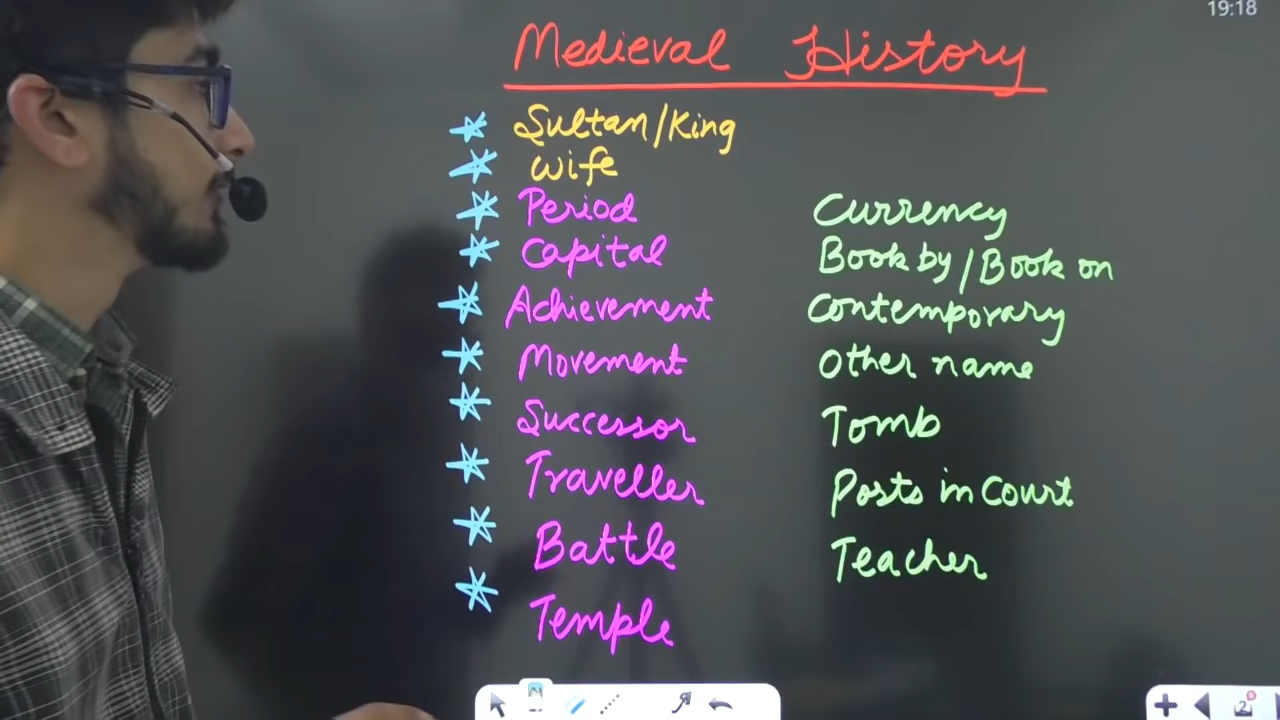 19:18
Medieval History
Sultan/King
Wife
Period
Capital
Achievement
Movement
Successor
Traveller
Battle
Temple
Currency
Book by/Book on
Contemporary
Other name
Tomb
Posts in Court
Teacher
2